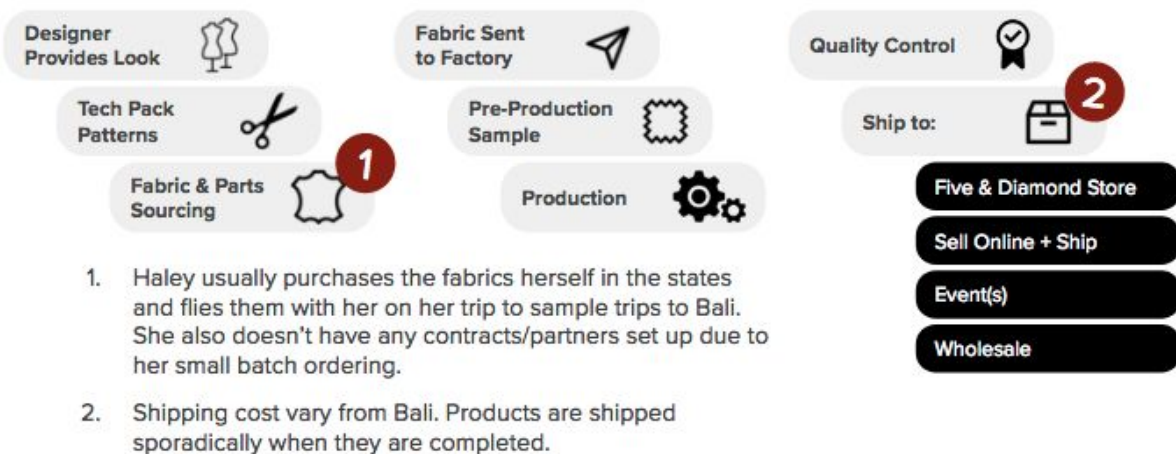 Designer
Provides Look
Tech Pack
Patterns
Fabric & Parts
Sourcing
1
Fabric Sent
to Factory
Pre-Production
Sample
Production
Quality Control
Ship to:
2
Five & Diamond Store
Sell Online + Ship
Event(s)
Wholesale
1. Haley usually purchases the fabrics herself in the states
and flies them with her on her trip to sample trips to Bali.
She also doesn't have any contracts/partners set up due to
her small batch ordering.
2. Shipping cost vary from Bali. Products are shipped
sporadically when they are completed.